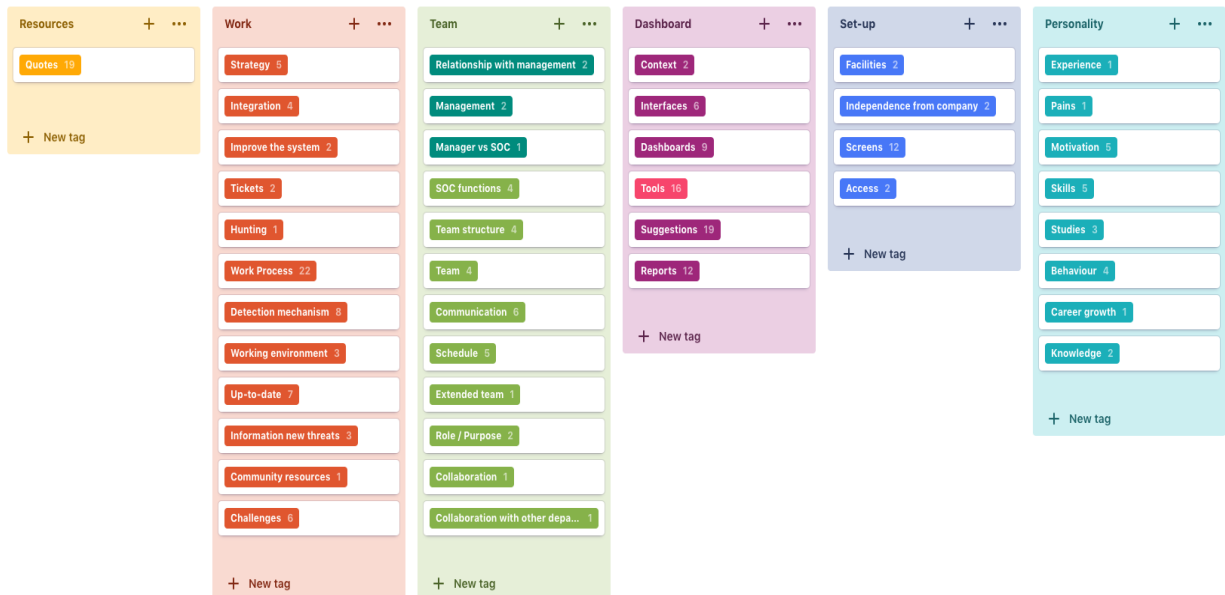 Resources + ...
Quotes 19
+ New tag
Work + ...
Strategy 5
Integration 4
Improve the system 2
Tickets 2
Hunting 1
Work Process 22
Detection mechanism 8
Working environment 3
Up-to-date 7
Information new threats 3
Community resources 1
Challenges 6
+ New tag
Team + ...
Relationship with management 2
Management 2
Manager vs SOC 1
SOC functions 4
Team structure 4
Team 4
Communication 6
Schedule 5
Extended team 1
Role / Purpose 2
Collaboration 1
Collaboration with other depa... 1
+ New tag
Dashboard + ...
Context 2
Interfaces 6
Dashboards 9
Tools 16
Suggestions 19
Reports 12
+ New tag
Set-up + ...
Facilities 2
Independence from company 2
Screens 12
Access 2
+ New tag
Personality + ...
Experience 1
Pains 1
Motivation 5
Skills 5
Studies 3
Behaviour 4
Career growth 1
Knowledge 2
+ New tag